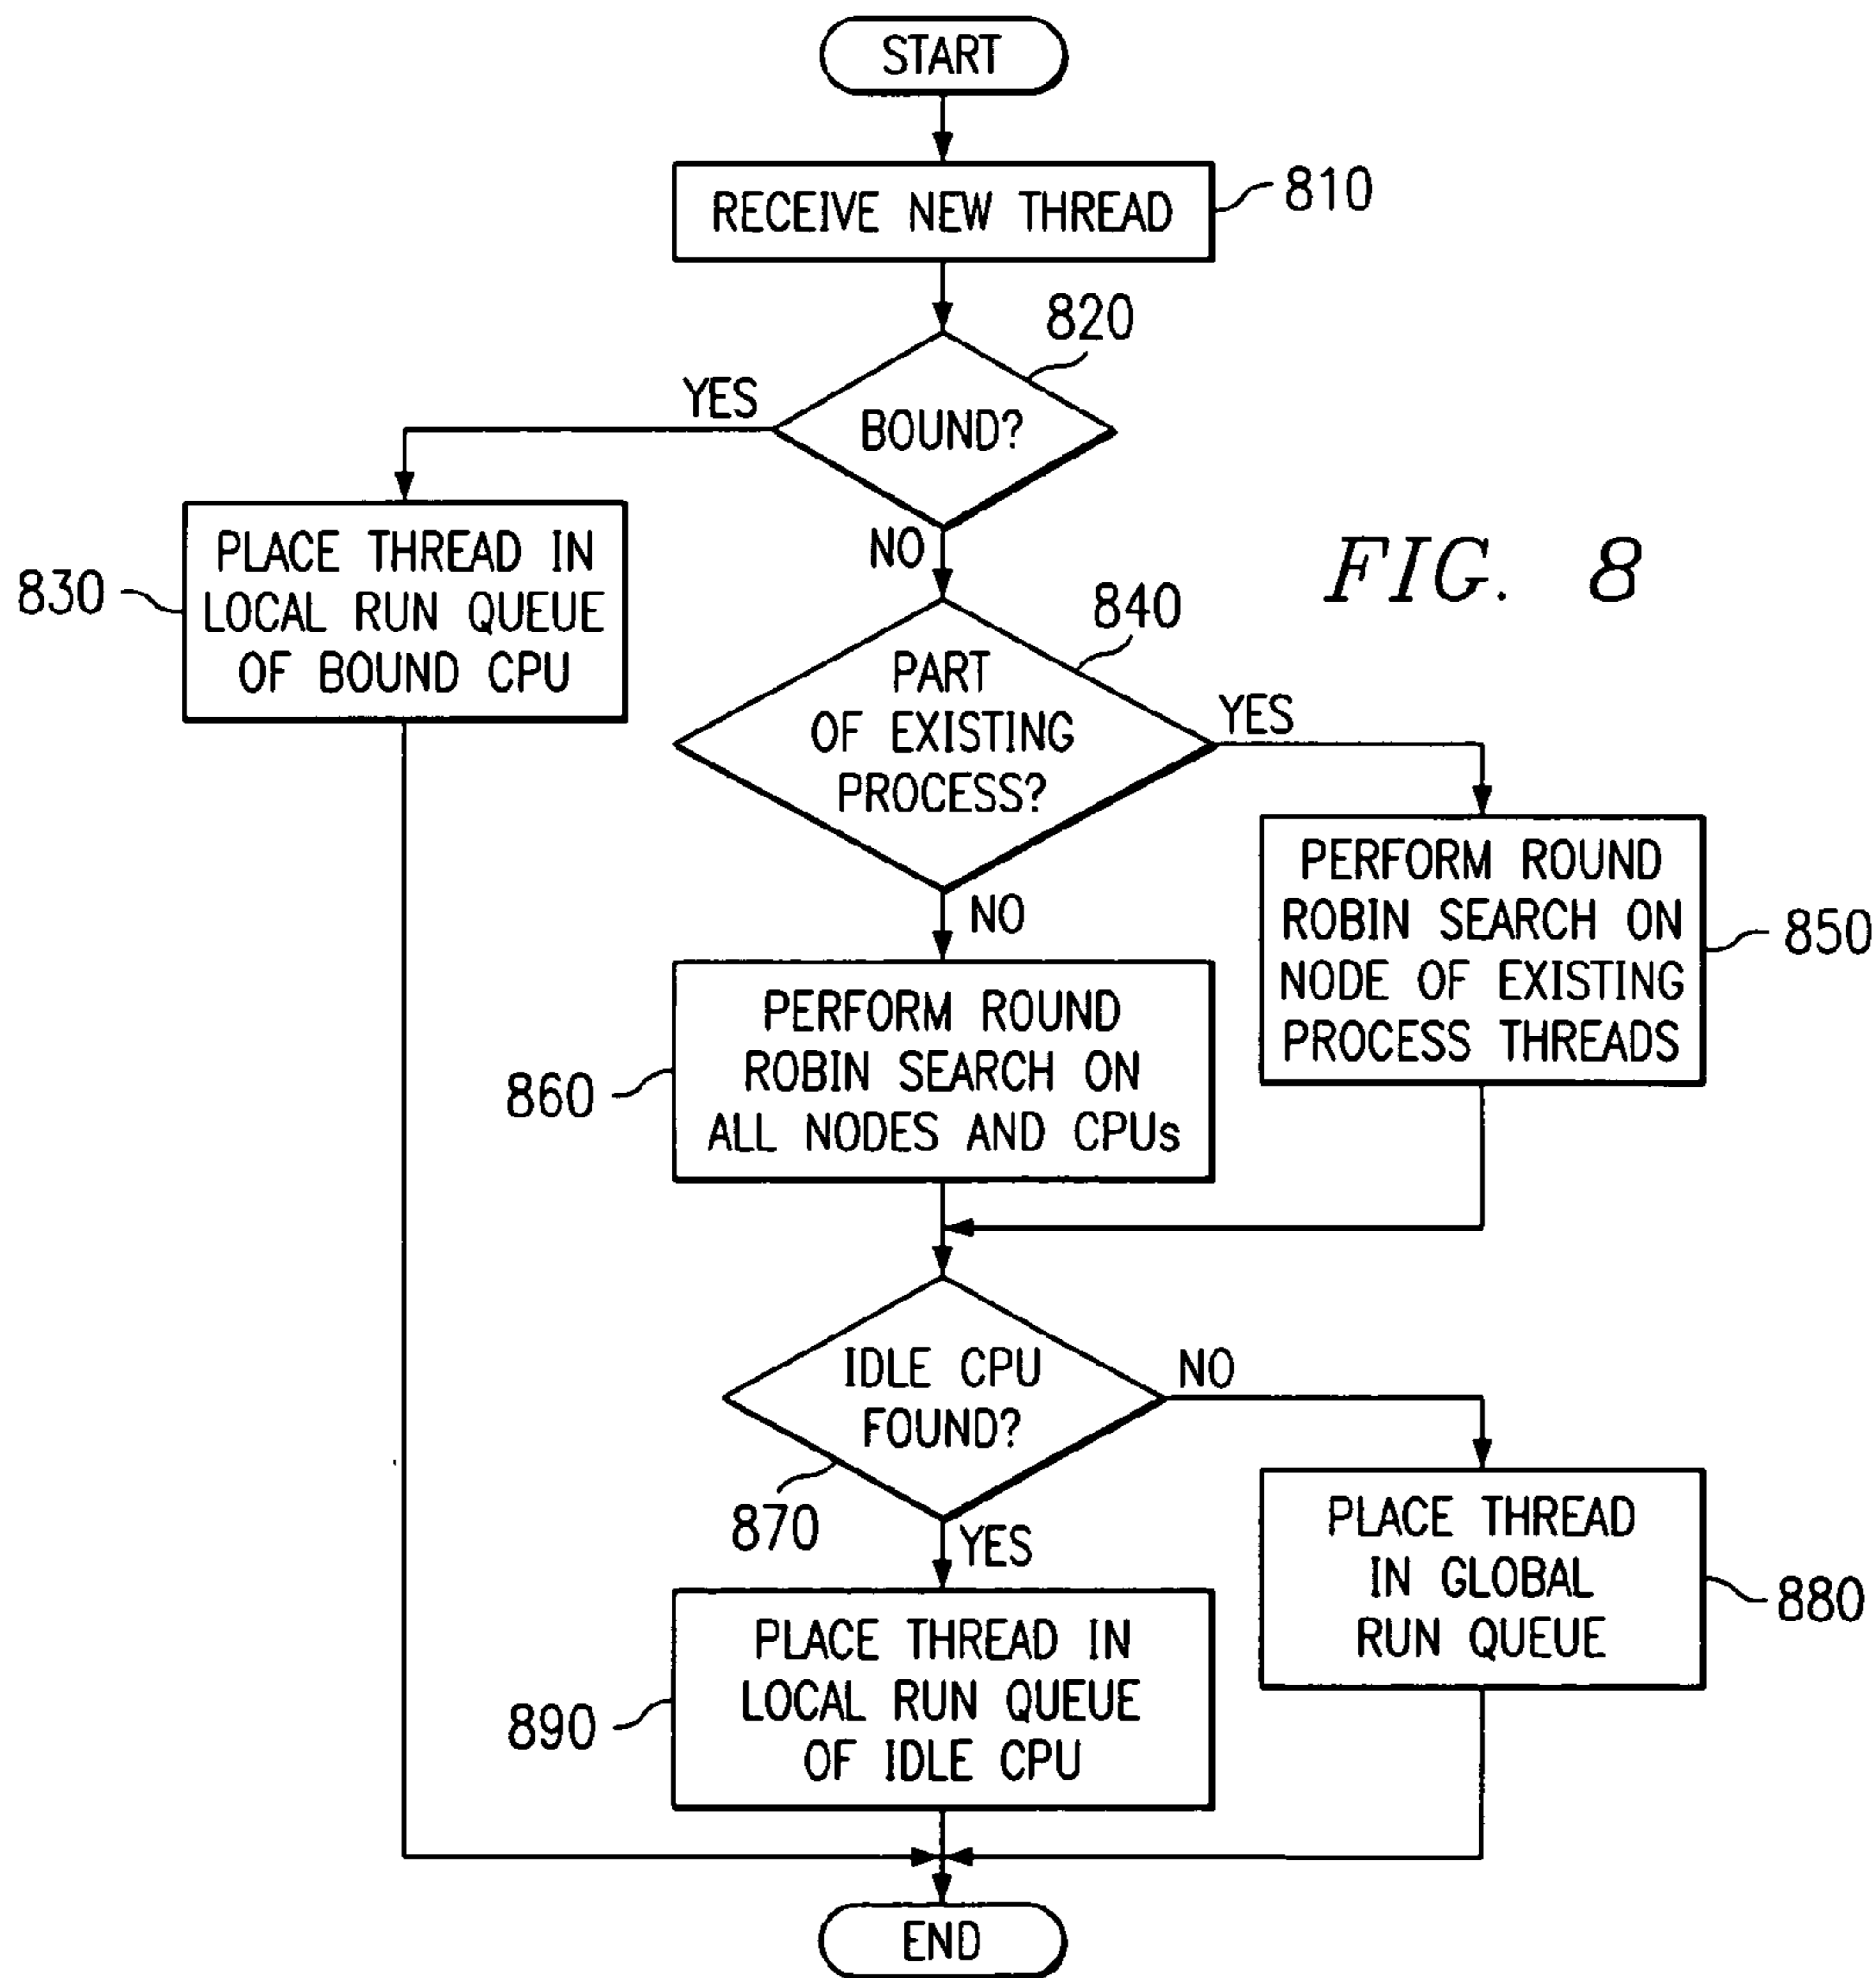 START
RECEIVE NEW THREAD
810
820
YES
BOUND?
NO
830
PLACE THREAD IN
LOCAL RUN QUEUE
OF BOUND CPU
FIG. 8
840
PART
OF EXISTING
PROCESS?
YES
NO
PERFORM ROUND
ROBIN SEARCH ON
NODE OF EXISTING
PROCESS THREADS
850
860
PERFORM ROUND
ROBIN SEARCH ON
ALL NODES AND CPUs
IDLE CPU
FOUND?
NO
870
YES
PLACE THREAD
IN GLOBAL
RUN QUEUE
880
890
PLACE THREAD IN
LOCAL RUN QUEUE
OF IDLE CPU
END